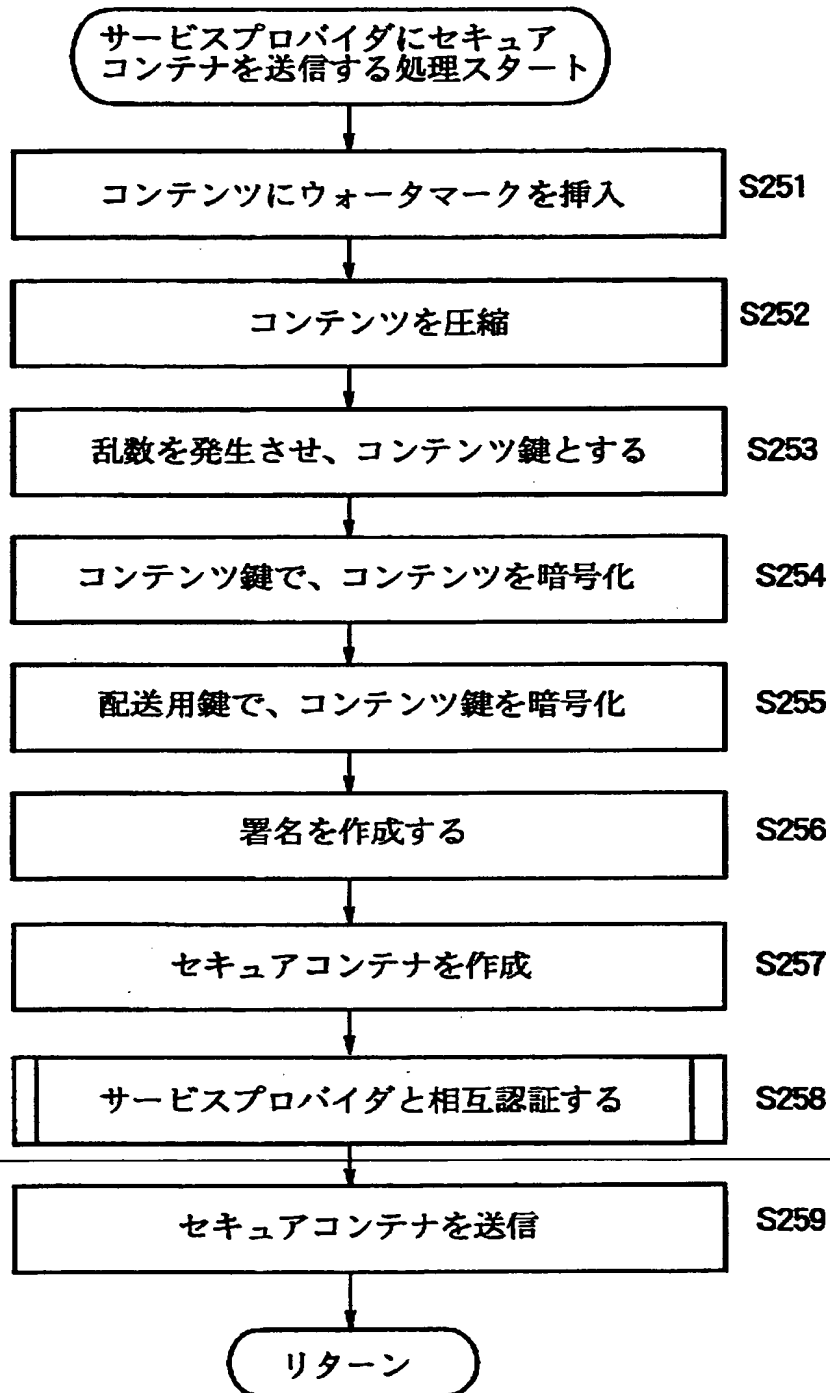 サービスプロバイダにセキュア
コンテナを送信する処理スタート
コンテンツにウォータマークを挿入
S251
コンテンツを圧縮
S252
乱数を発生させ、コンテンツ鍵とする
S253
コンテンツ鍵で、コンテンツを暗号化
S254
配送用鍵で、コンテンツ鍵を暗号化
S255
署名を作成する
S256
セキュアコンテナを作成
S257
サービスプロバイダと相互認証する
S258
セキュアコンテナを送信
S259
リターン